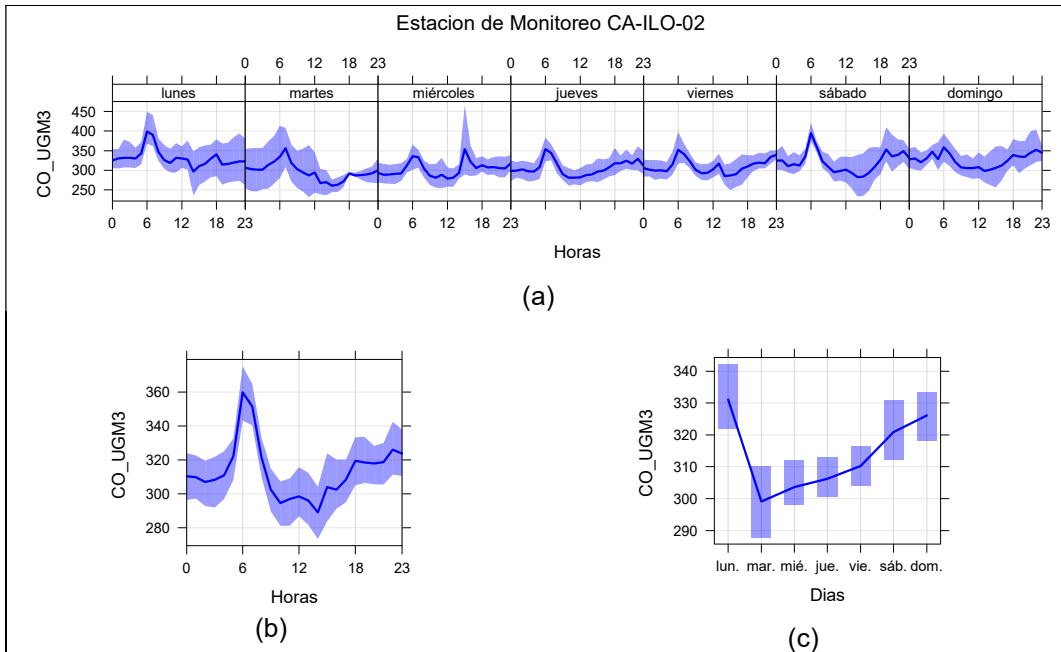 Estacion de Monitoreo CA-ILO-02
0 6 12 18 23 0 6 12 18 23 0 6 12 18 23
lunes martes miércoles jueves viernes sábado domingo
CO_UGM3
450
400
350
300
250
0 6 12 18 23 0 6 12 18 23 0 6 12 18 23 0 6 12 18 23
Horas
(a)
CO_UGM3
360
340
320
300
280
0 6 12 18 23
Horas
(b)
CO_UGM3
340
330
320
310
300
290
lun. mar. mié. jue. vie. sáb. dom.
Dias
(c)